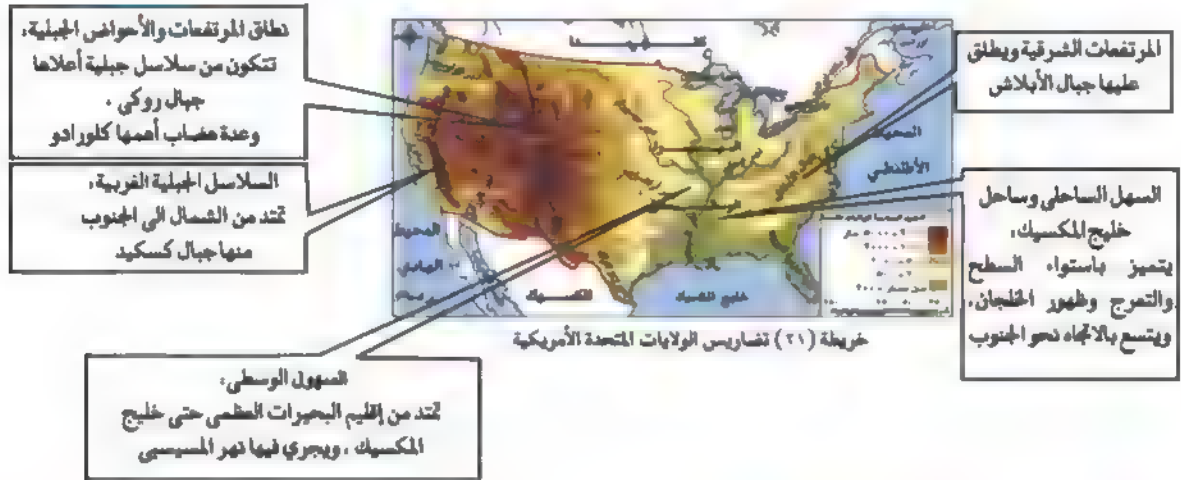 نطاق المرتفعات والأحواض الجبلية،
تتكون من سلاسل جبلية أعلاها
جبال روكي .
وعدة هضاب أهمها كلورادو
السلاسل الجبلية الغربية،
تمتد من الشمال الى الجنوب
منها جبال كسكيد
المرتفعات الشرقية ويطلق
عليها جبال الأبلاش
السهل الساحلى وساحل
خليج المكسيك،
يتميز باستواء السطح
والتعرج وظهور الخلجان،
ويتسع بالاتجاه نحو الجنوب
كنــدا
المحيط
الأطلنطي
المحيط
الهادي
المكسيك
خليج المكسيك
خريطة (٢١) تضاريس الولايات المتحدة الأمريكية
السهول الوسطى،
تمتد من إقليم البحيرات العظمى حتى خليج
المكسيك ، ويجري فيها نهر المسيسبى